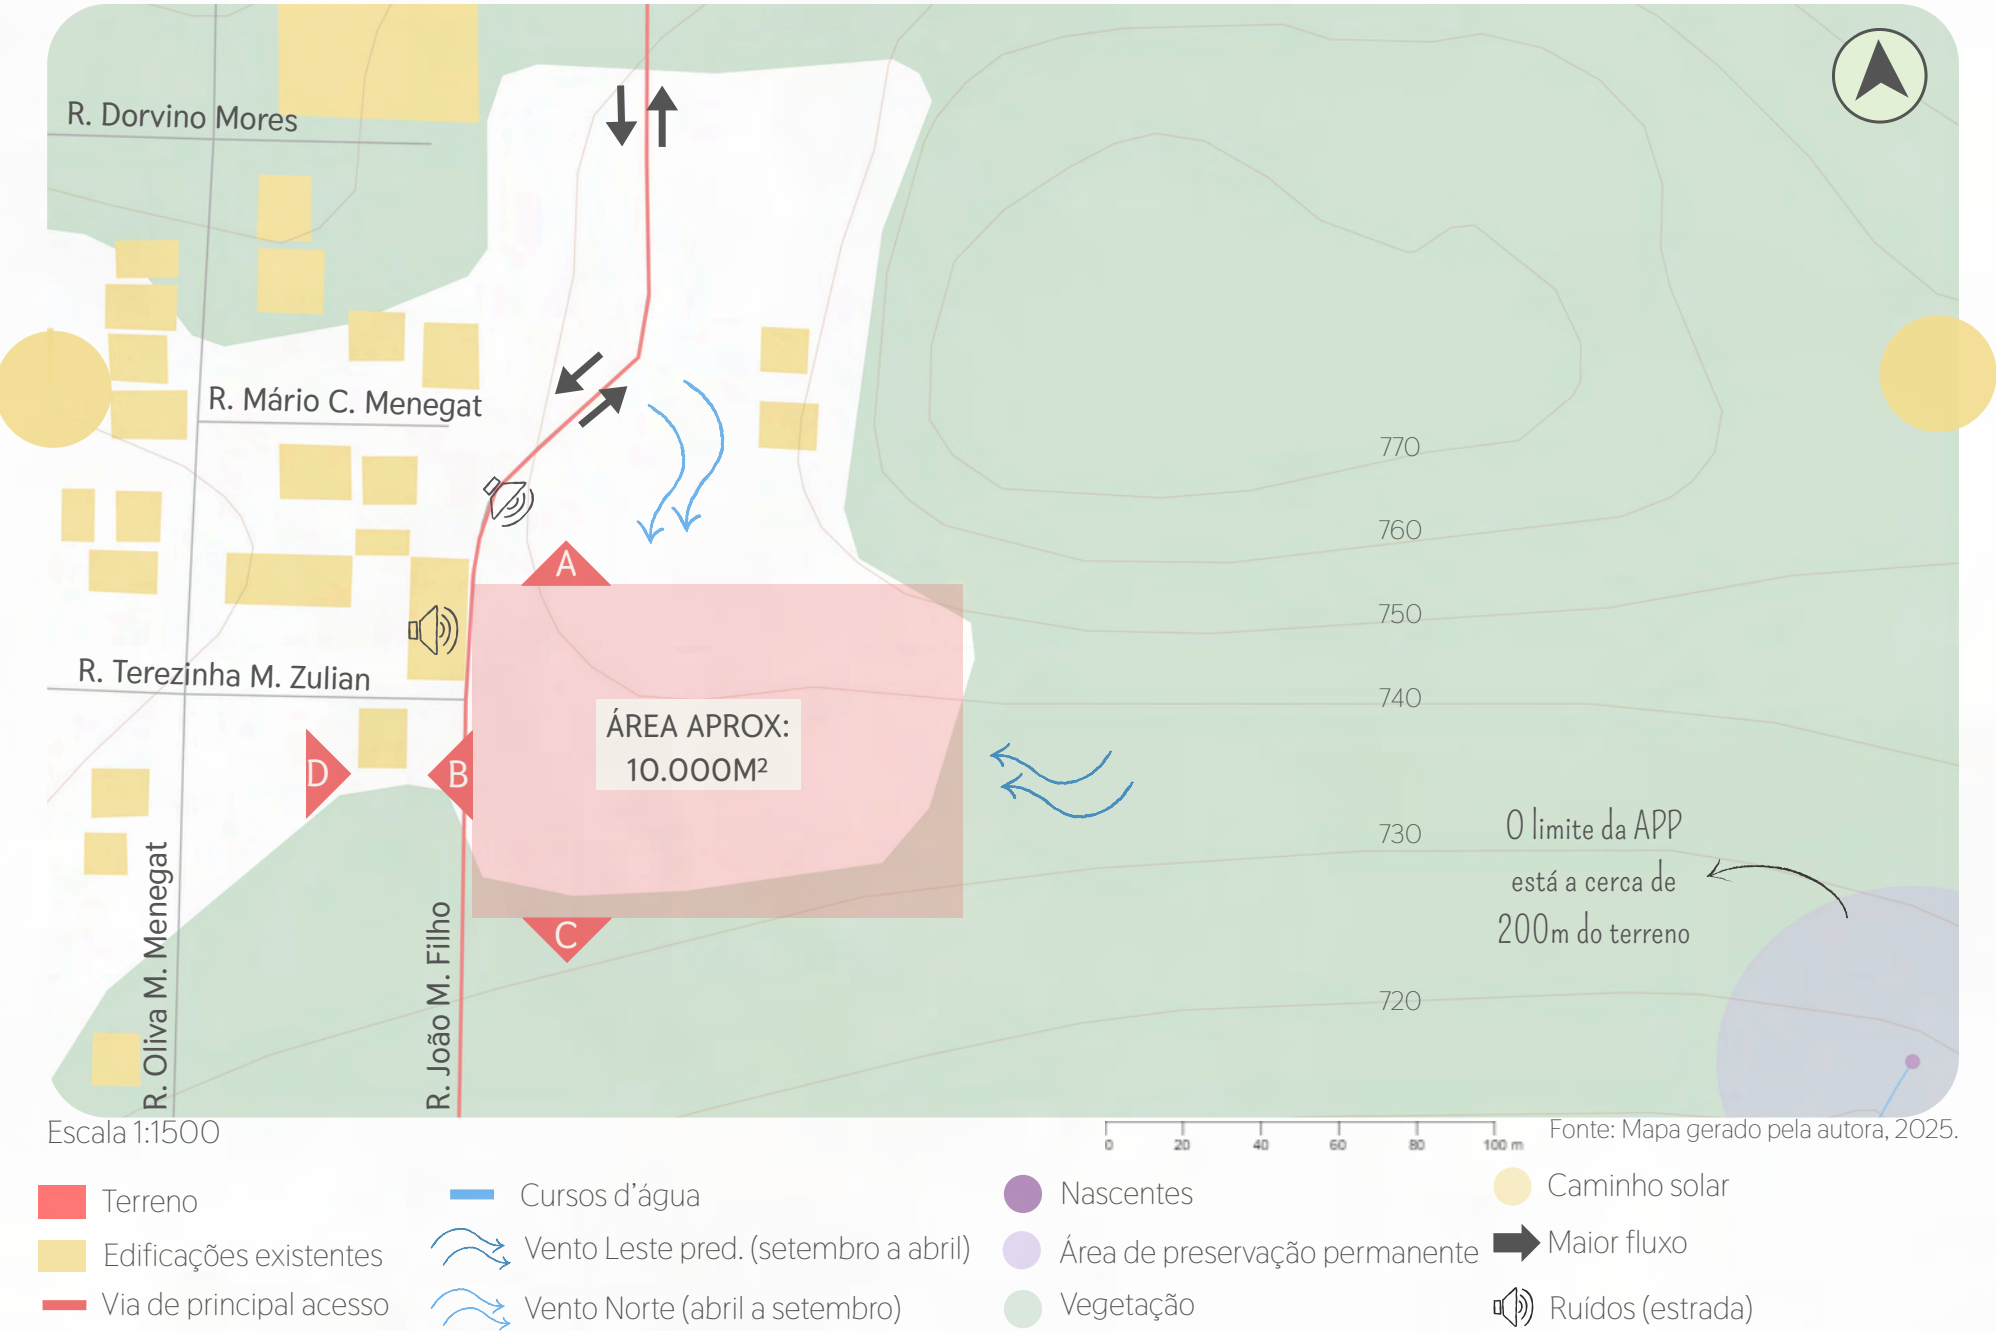 R. Dorvino Mores
R. Mário C. Menegat
770
760
A
750
R. Terezinha M. Zulian
740
ÁREA APROX:
10.000M²
D
B
730
O limite da APP
está a cerca de
200m do terreno
R. Oliva M. Menegat
R. João M. Filho
C
720
Escala 1:1500
0 20 40 60 80 100 m
Fonte: Mapa gerado pela autora, 2025.
Terreno
Edificações existentes
Via de principal acesso
Cursos d'água
Vento Leste pred. (setembro a abril)
Vento Norte (abril a setembro)
Nascentes
Área de preservação permanente
Vegetação
Caminho solar
Maior fluxo
Ruídos (estrada)